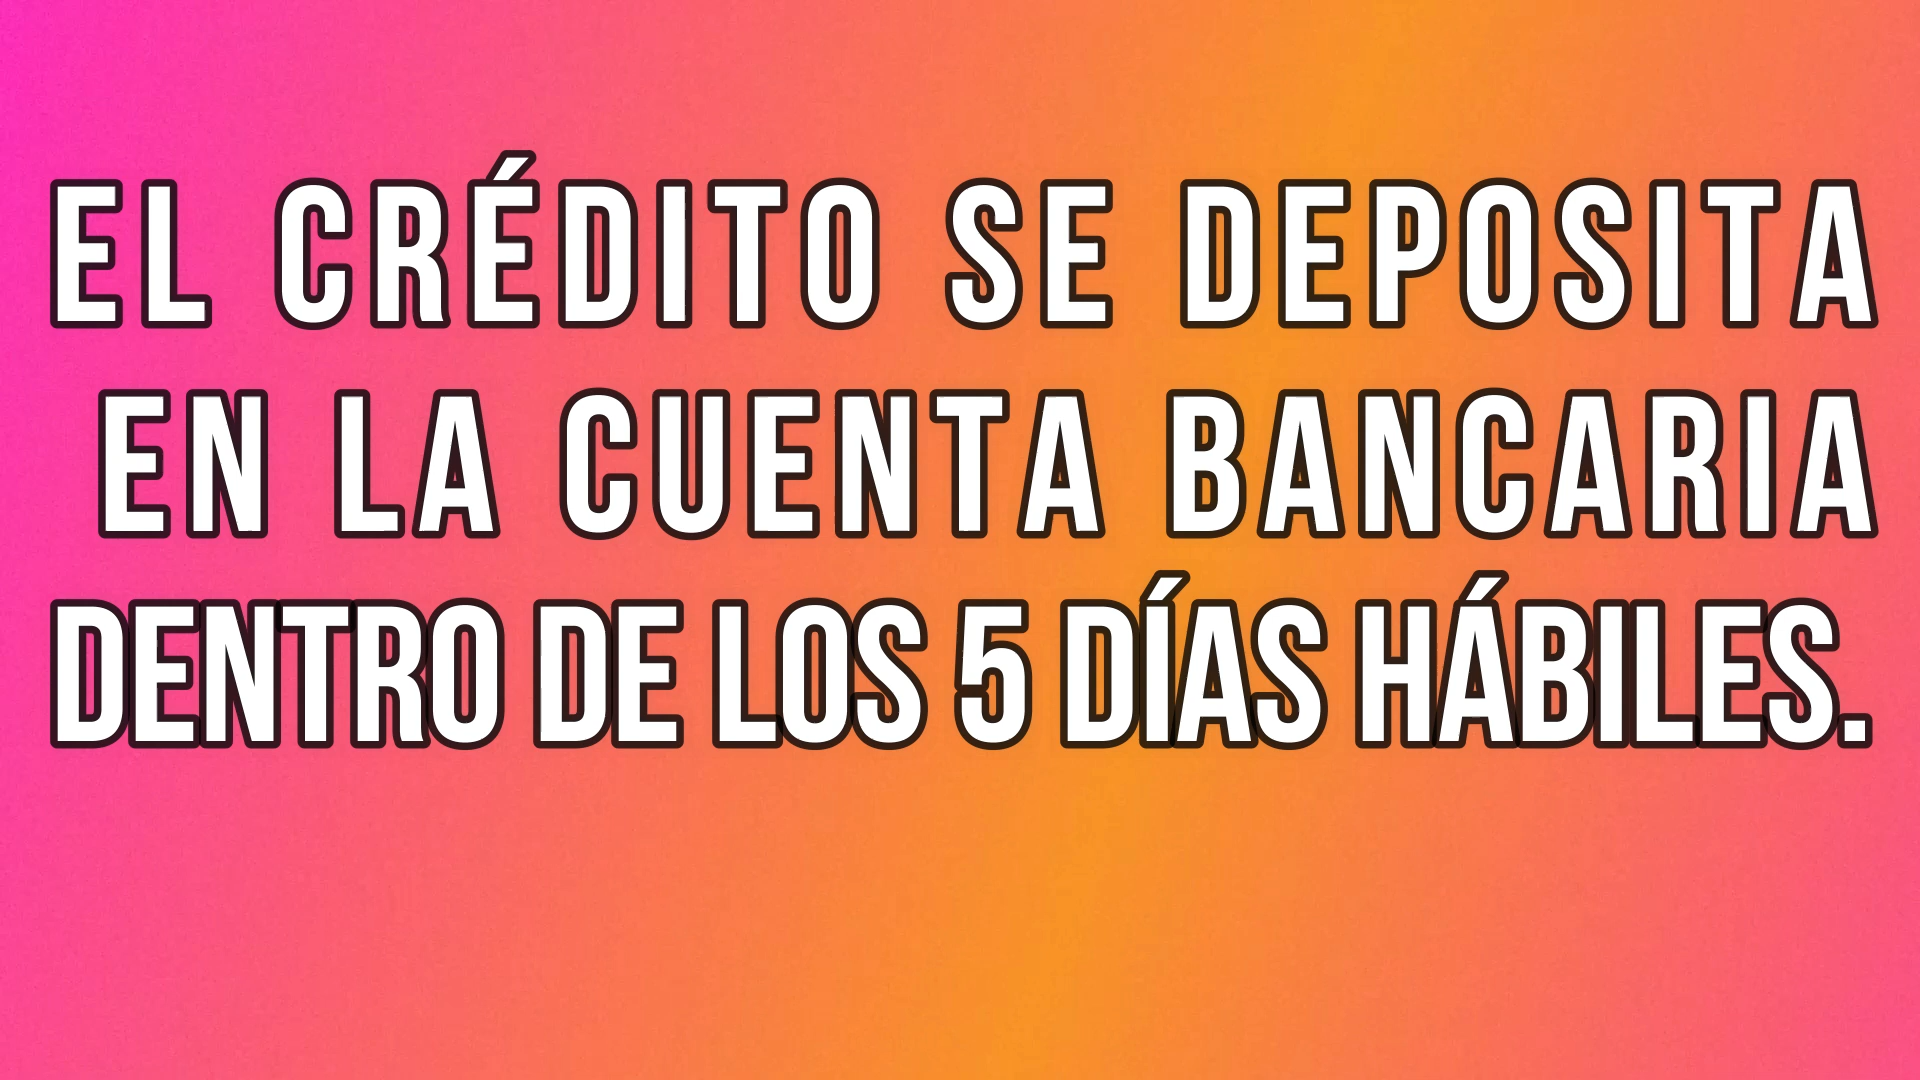 EL CRÉDITO SE DEPOSITA
EN LA CUENTA BANCARIA
DENTRO DE LOS 5 DÍAS HÁBILES.